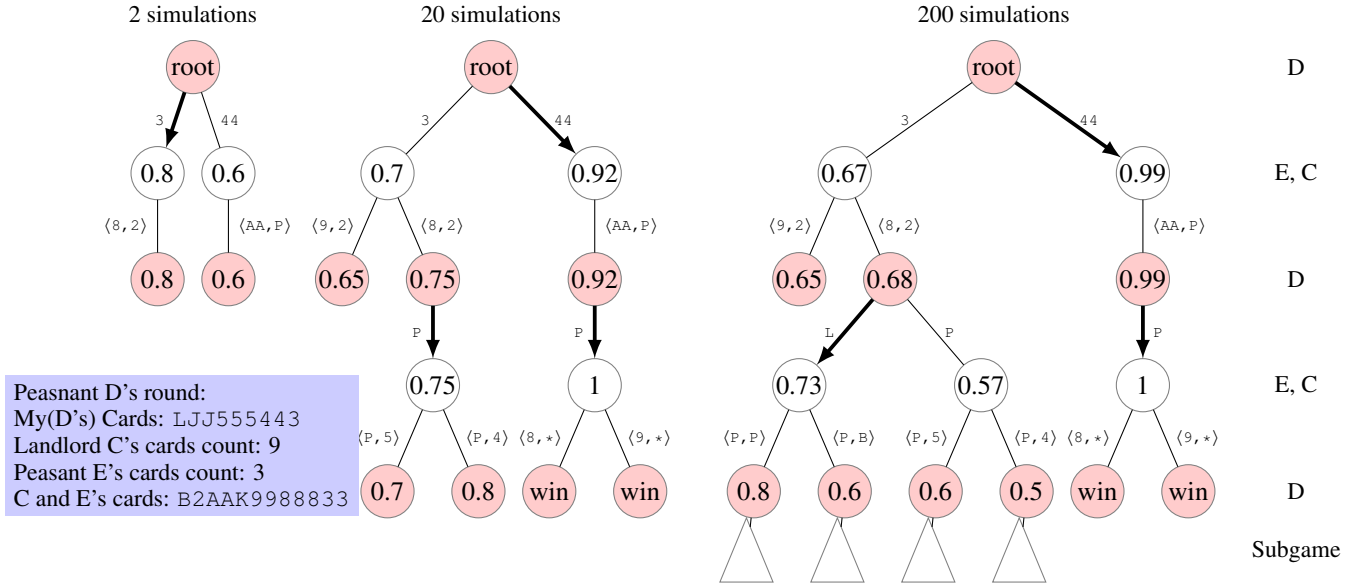 2 simulations 20 simulations 200 simulations
root root root D
3 44 3 44 3 44
0.8 0.6 0.7 0.92 0.67 0.99 E, C
⟨8,2⟩ ⟨AA,P⟩ ⟨9,2⟩ ⟨8,2⟩ ⟨AA,P⟩ ⟨9,2⟩ ⟨8,2⟩ ⟨AA,P⟩
0.8 0.6 0.65 0.75 0.92 0.65 0.68 0.99 D
P P L P P
0.75 1 0.73 0.57 1 E, C
Peasnant D's round:
My(D's) Cards: LJJ555443
Landlord C's cards count: 9
Peasant E's cards count: 3
C and E's cards: B2AAK9988833
⟨P,5⟩ ⟨P,4⟩ ⟨8,*⟩ ⟨9,*⟩ ⟨P,P⟩ ⟨P,B⟩ ⟨P,5⟩ ⟨P,4⟩ ⟨8,*⟩ ⟨9,*⟩
0.7 0.8 win win 0.8 0.6 0.6 0.5 win win D
Subgame